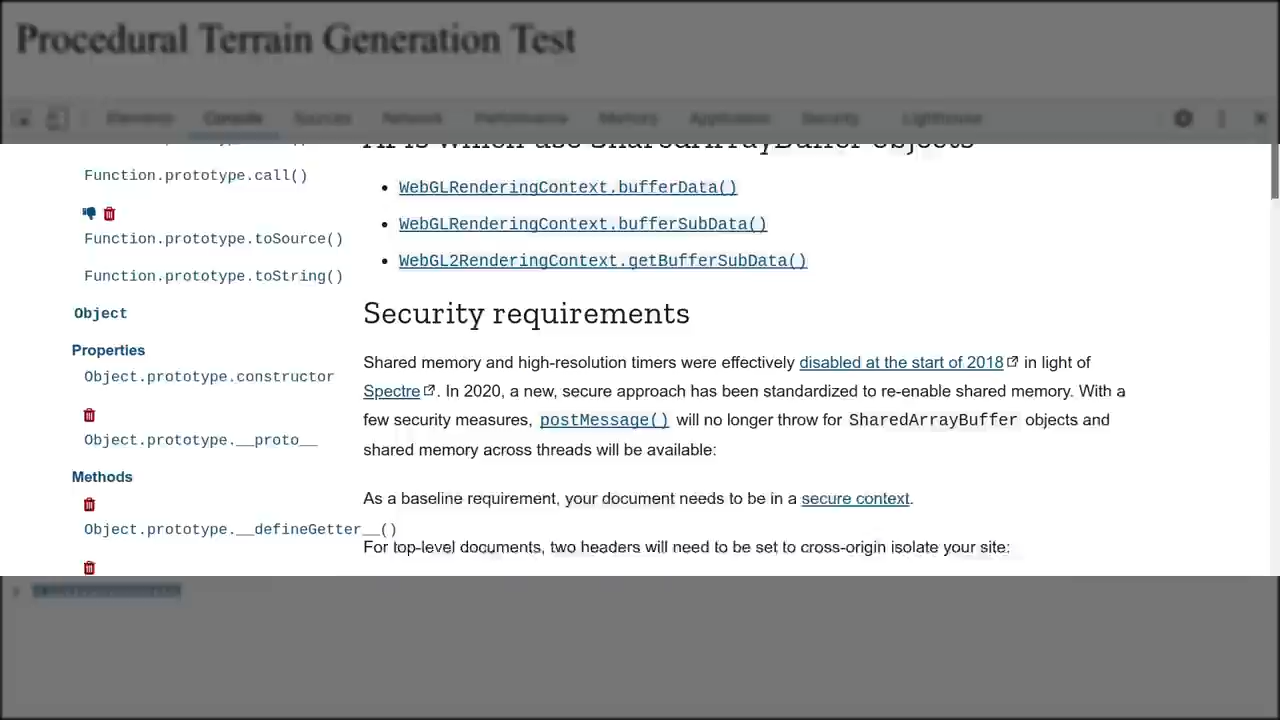 Procedural Terrain Generation Test
Elements Console Sources Network Performance Memory Application Security Lighthouse
APIs which use SharedArrayBuffer objects
Function.prototype.call()
WebGLRenderingContext.bufferData()
WebGLRenderingContext.bufferSubData()
Function.prototype.toSource()
WebGL2RenderingContext.getBufferSubData()
Function.prototype.toString()
Object
Security requirements
Properties
Shared memory and high-resolution timers were effectively disabled at the start of 2018 in light of
Object.prototype.constructor
Spectre. In 2020, a new, secure approach has been standardized to re-enable shared memory. With a
few security measures, postMessage() will no longer throw for SharedArrayBuffer objects and
Object.prototype.__proto__
shared memory across threads will be available:
Methods
As a baseline requirement, your document needs to be in a secure context.
Object.prototype.__defineGetter__()
For top-level documents, two headers will need to be set to cross-origin isolate your site: